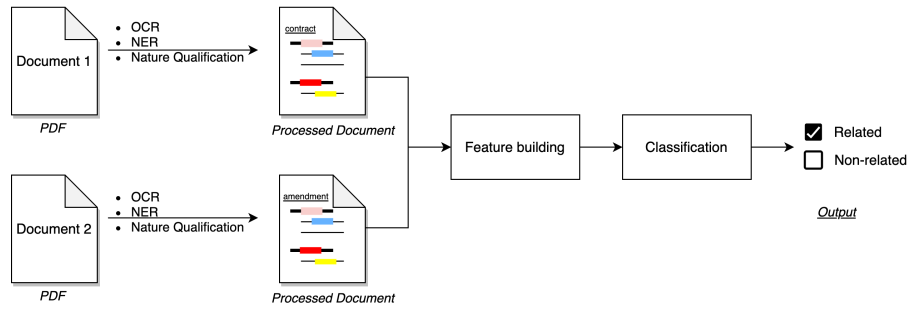 Document 1
PDF
• OCR
• NER
• Nature Qualification
contract
Processed Document
Document 2
PDF
• OCR
• NER
• Nature Qualification
amendment
Processed Document
Feature building
Classification
Related
Non-related
Output